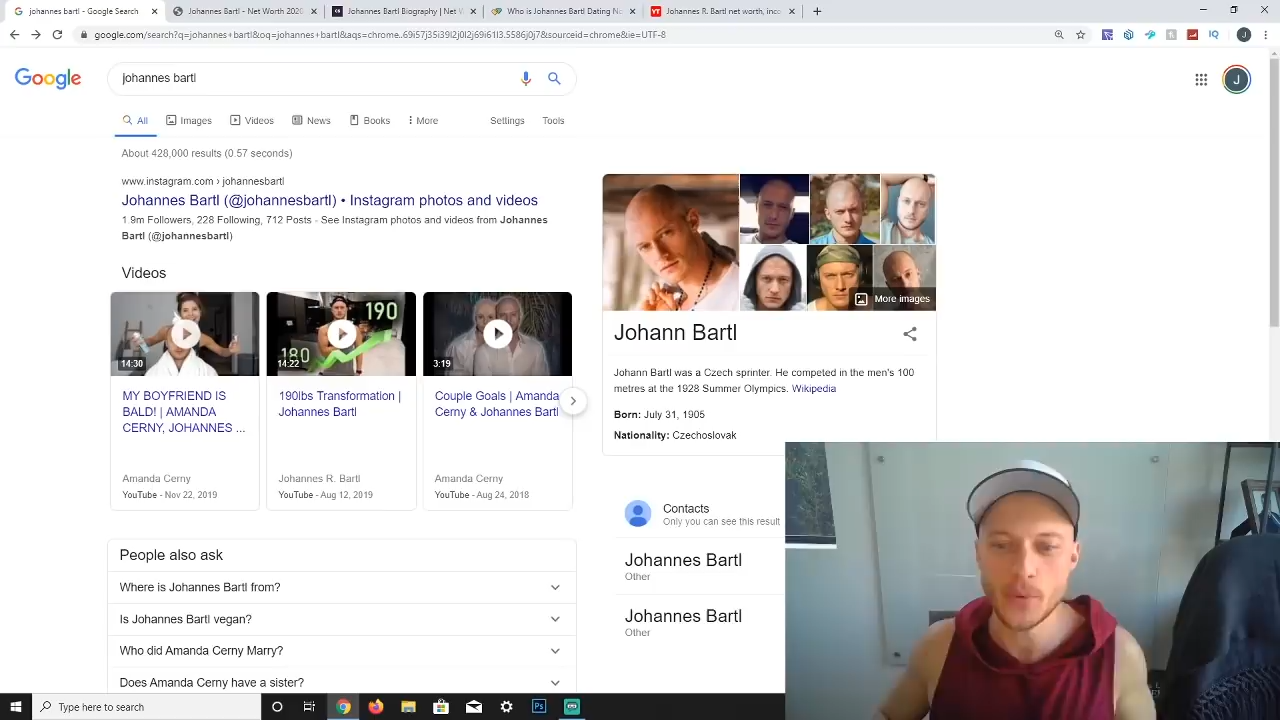 johannes bartl - Google Search
Johannes Bartl - Net Worth 2020
Johannes Bartl Biography | Net W
Who is Johannes Bartl Dating No
Johannes R. Bartl net worth, inco
google.com/search?q=johannes+bartl&oq=johannes+bartl&aqs=chrome..69i57j35i39l2j0l2j69i61l3.5586j0j7&sourceid=chrome&ie=UTF-8
Google
johannes bartl
J
All
Images
Videos
News
Books
More
Settings
Tools
About 428,000 results (0.57 seconds)
www.instagram.com › johannesbartl
Johannes Bartl (@johannesbartl) • Instagram photos and videos
1.9m Followers, 228 Following, 712 Posts - See Instagram photos and videos from Johannes
Bartl (@johannesbartl)
Videos
14:30
190
180
14:22
3:19
MY BOYFRIEND IS
BALD! | AMANDA
CERNY, JOHANNES ...
Amanda Cerny
YouTube - Nov 22, 2019
190lbs Transformation |
Johannes Bartl
Johannes R. Bartl
YouTube - Aug 12, 2019
Couple Goals | Amanda
Cerny & Johannes Bartl
Amanda Cerny
YouTube - Aug 24, 2018
People also ask
Where is Johannes Bartl from?
Is Johannes Bartl vegan?
Who did Amanda Cerny Marry?
Does Amanda Cerny have a sister?
More images
Johann Bartl
Johann Bartl was a Czech sprinter. He competed in the men's 100
metres at the 1928 Summer Olympics. Wikipedia
Born: July 31, 1905
Nationality: Czechoslovak
Contacts
Only you can see this result
Johannes Bartl
Other
Johannes Bartl
Other
Type here to search